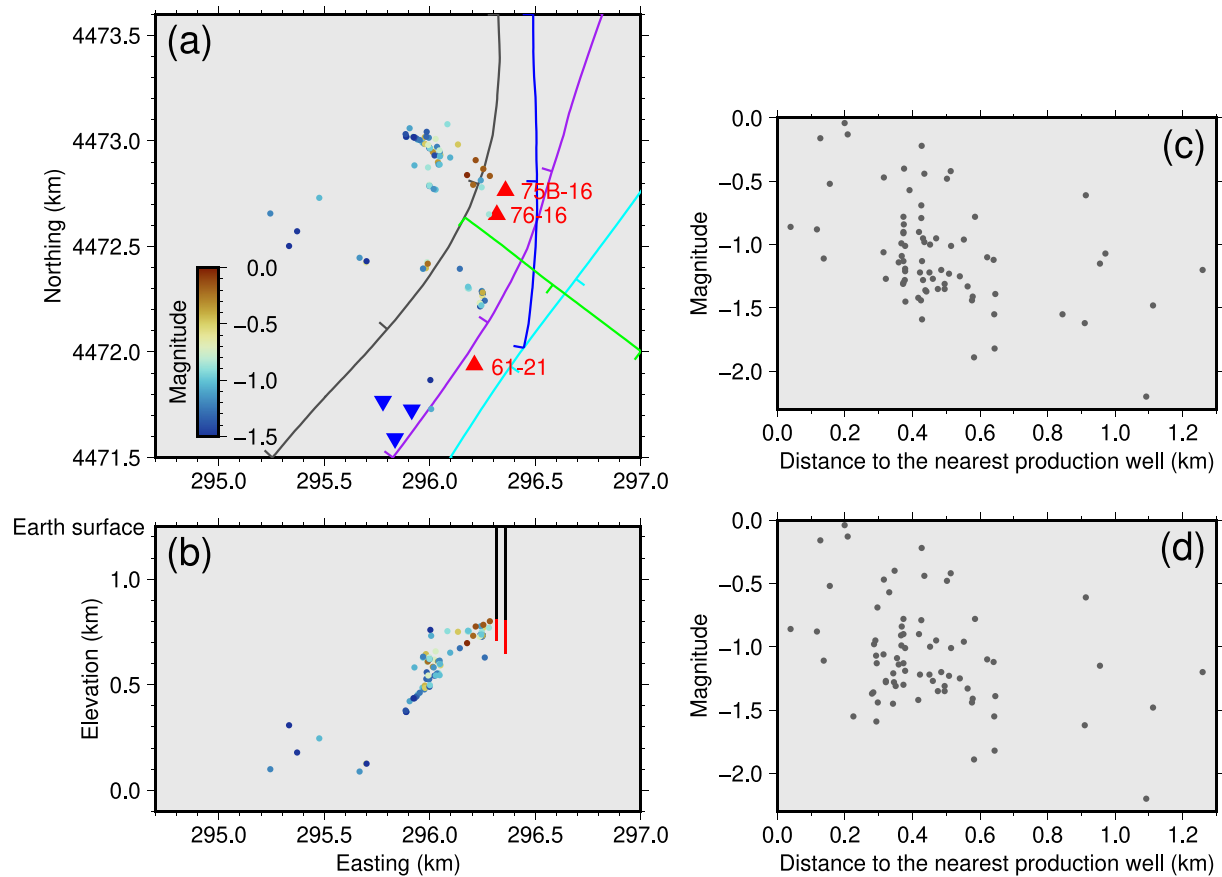 (a)
4473.5
4473.0
4472.5
4472.0
4471.5
Northing (km)
75B-16
76-16
61-21
Magnitude
0.0
−0.5
−1.0
−1.5
295.0 295.5 296.0 296.5 297.0
Earth surface
(b)
1.0
0.5
0.0
Elevation (km)
295.0 295.5 296.0 296.5 297.0
Easting (km)
(c)
0.0
−0.5
−1.0
−1.5
−2.0
Magnitude
0.0 0.2 0.4 0.6 0.8 1.0 1.2
Distance to the nearest production well (km)
(d)
0.0
−0.5
−1.0
−1.5
−2.0
Magnitude
0.0 0.2 0.4 0.6 0.8 1.0 1.2
Distance to the nearest production well (km)